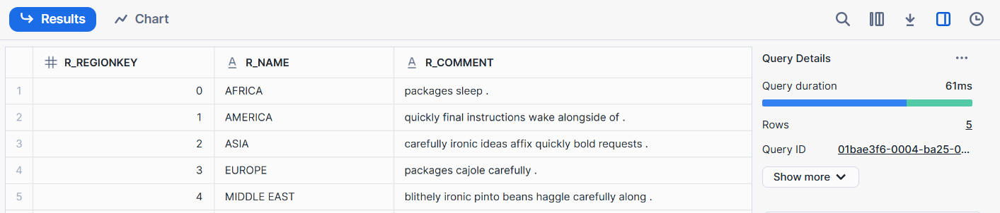 Results Chart
R_REGIONKEY R_NAME R_COMMENT
1 0 AFRICA packages sleep .
2 1 AMERICA quickly final instructions wake alongside of .
3 2 ASIA carefully ironic ideas affix quickly bold requests .
4 3 EUROPE packages cajole carefully .
5 4 MIDDLE EAST blithely ironic pinto beans haggle carefully along .
Query Details ...
Query duration 61ms
Rows 5
Query ID 01bae3f6-0004-ba25-0...
Show more